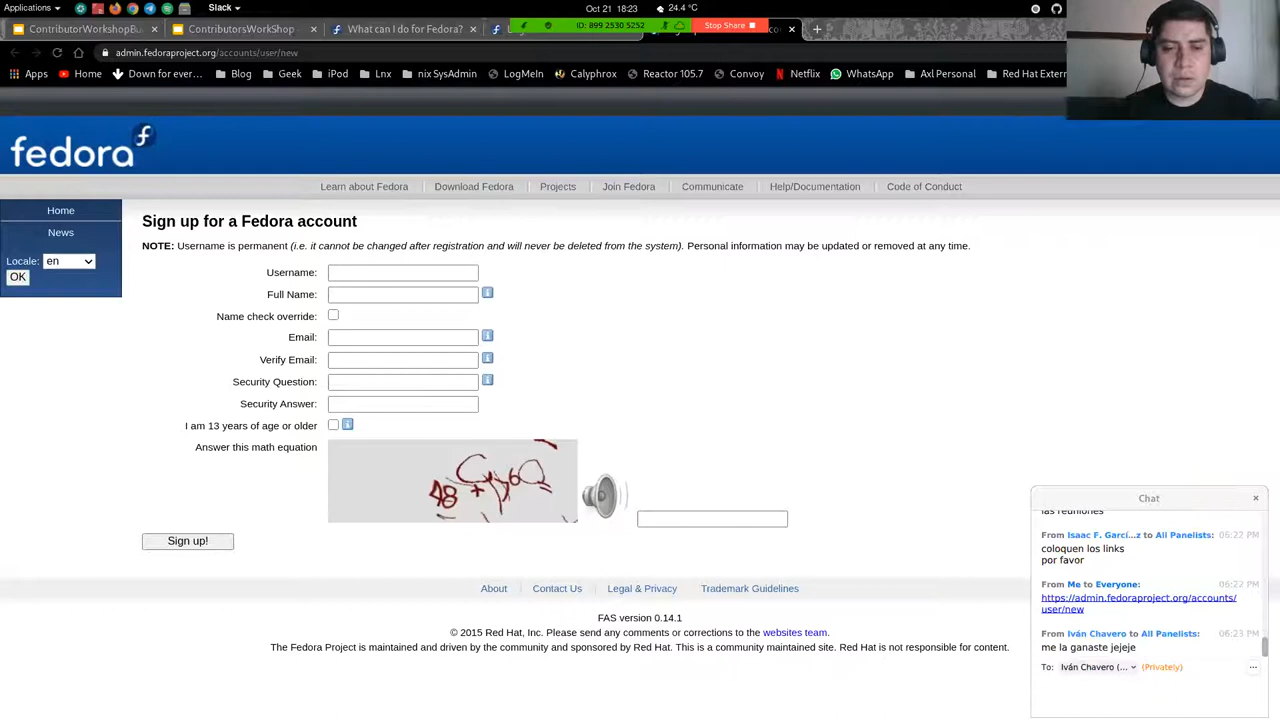 Applications
Slack
Oct 21 18:23
24.4 °C
ContributorWorkshopBu
ContributorsWorkShop
What can I do for Fedora?
ID: 899 2530 5252
Stop Share
admin.fedoraproject.org/accounts/user/new
Apps
Home
Down for ever...
Blog
Geek
iPod
Lnx
nix SysAdmin
LogMeIn
Calyphrox
Reactor 105.7
Convoy
Netflix
WhatsApp
Axl Personal
Red Hat Extern
fedora
Learn about Fedora
Download Fedora
Projects
Join Fedora
Communicate
Help/Documentation
Code of Conduct
Home
News
Locale: en
OK
Sign up for a Fedora account
NOTE: Username is permanent (i.e. it cannot be changed after registration and will never be deleted from the system). Personal information may be updated or removed at any time.
Username:
Full Name:
Name check override:
Email:
Verify Email:
Security Question:
Security Answer:
I am 13 years of age or older
Answer this math equation
Sign up!
About
Contact Us
Legal & Privacy
Trademark Guidelines
FAS version 0.14.1
© 2015 Red Hat, Inc. Please send any comments or corrections to the websites team.
The Fedora Project is maintained and driven by the community and sponsored by Red Hat. This is a community maintained site. Red Hat is not responsible for content.
Chat
las reuniones
From Isaac F. Garcí...z to All Panelists: 06:22 PM
coloquen los links
por favor
From Me to Everyone: 06:22 PM
https://admin.fedoraproject.org/accounts/
user/new
From Iván Chavero to All Panelists: 06:23 PM
me la ganaste jejeje
To: Iván Chavero (... (Privately)